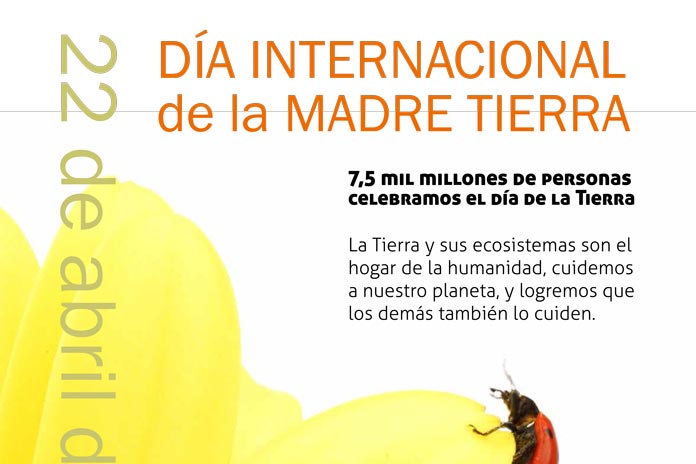 22 de abril d
DÍA INTERNACIONAL
de la MADRE TIERRA
7,5 mil millones de personas
celebramos el día de la Tierra
La Tierra y sus ecosistemas son el
hogar de la humanidad, cuidemos
a nuestro planeta, y logremos que
los demás también lo cuiden.